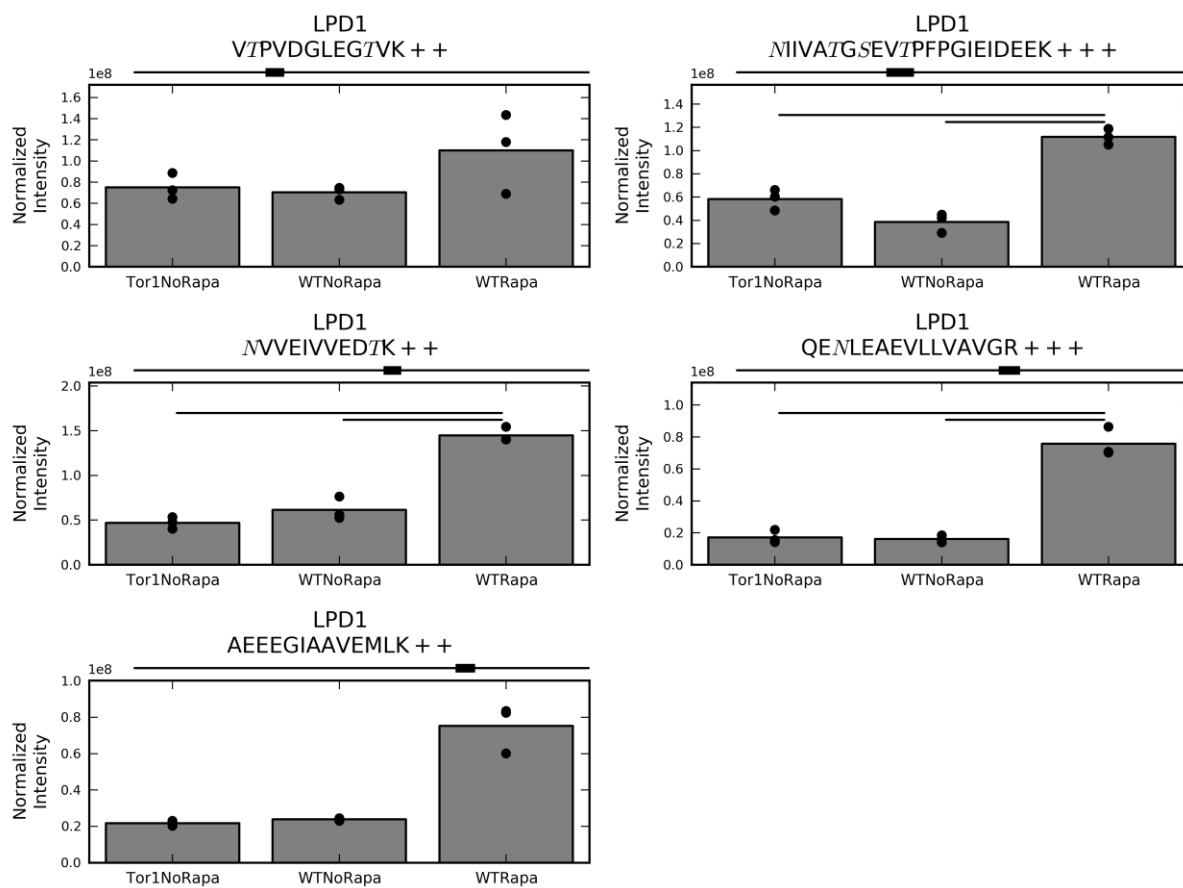 LPD1
VTPVDGLEGTVK++
1e8
1.6
1.4
1.2
1.0
0.8
0.6
0.4
0.2
0.0
Normalized
Intensity
Tor1NoRapa WTNoRapa WTRapa
LPD1
NIIVATGSEVTPFPGIEIDEEK+++
1e8
1.4
1.2
1.0
0.8
0.6
0.4
0.2
0.0
Normalized
Intensity
Tor1NoRapa WTNoRapa WTRapa
LPD1
NVVEIVVEDTK++
1e8
2.0
1.5
1.0
0.5
0.0
Normalized
Intensity
Tor1NoRapa WTNoRapa WTRapa
LPD1
QENLEAEVLLVAVGR+++
1e8
1.0
0.8
0.6
0.4
0.2
0.0
Normalized
Intensity
Tor1NoRapa WTNoRapa WTRapa
LPD1
AEEEGIAAVEMLK++
1e8
1.0
0.8
0.6
0.4
0.2
0.0
Normalized
Intensity
Tor1NoRapa WTNoRapa WTRapa